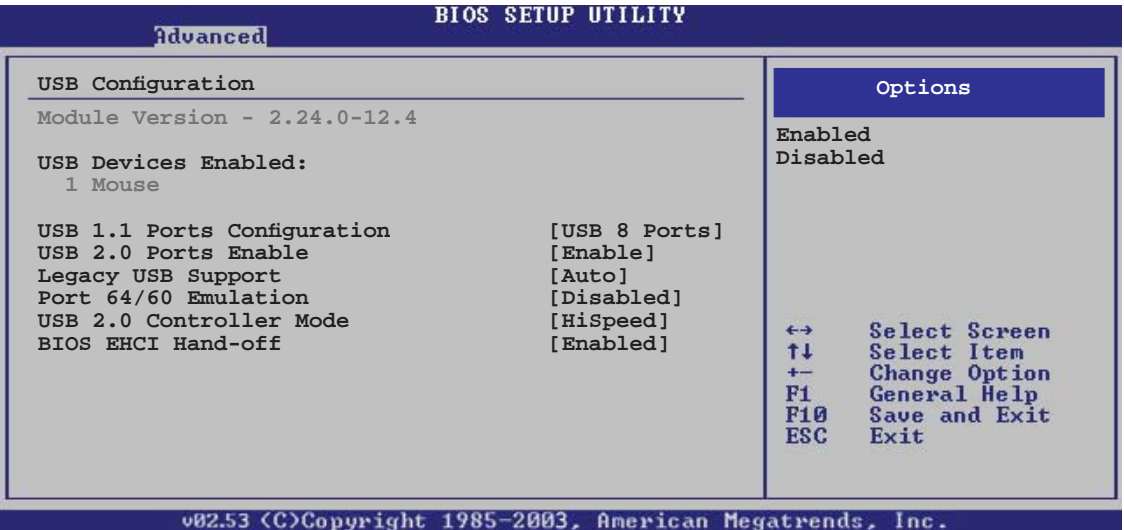 BIOS SETUP UTILITY
Advanced
USB Configuration
Module Version - 2.24.0-12.4
USB Devices Enabled:
1 Mouse
USB 1.1 Ports Configuration [USB 8 Ports]
USB 2.0 Ports Enable [Enable]
Legacy USB Support [Auto]
Port 64/60 Emulation [Disabled]
USB 2.0 Controller Mode [HiSpeed]
BIOS EHCI Hand-off [Enabled]
Options
Enabled
Disabled
←→ Select Screen
↑↓ Select Item
+- Change Option
F1 General Help
F10 Save and Exit
ESC Exit
v02.53 (C)Copyright 1985-2003, American Megatrends, Inc.